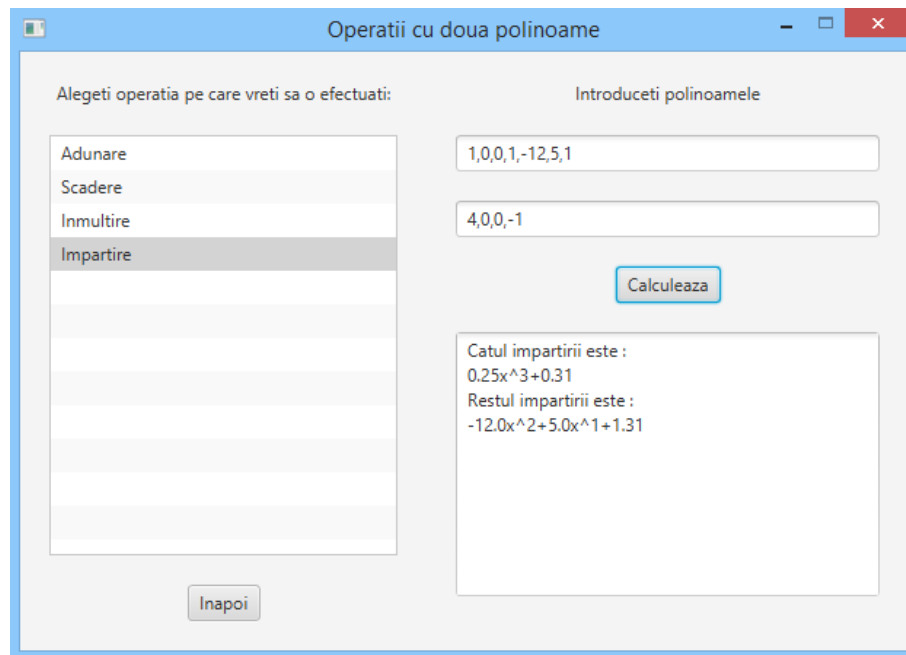 Operatii cu doua polinoame
Alegeti operatia pe care vreti sa o efectuati:
Adunare
Scadere
Inmultire
Impartire
Inapoi
Introduceti polinoamele
1,0,0,1,-12,5,1
4,0,0,-1
Calculeaza
Catul impartirii este :
0.25x^3+0.31
Restul impartirii este :
-12.0x^2+5.0x^1+1.31